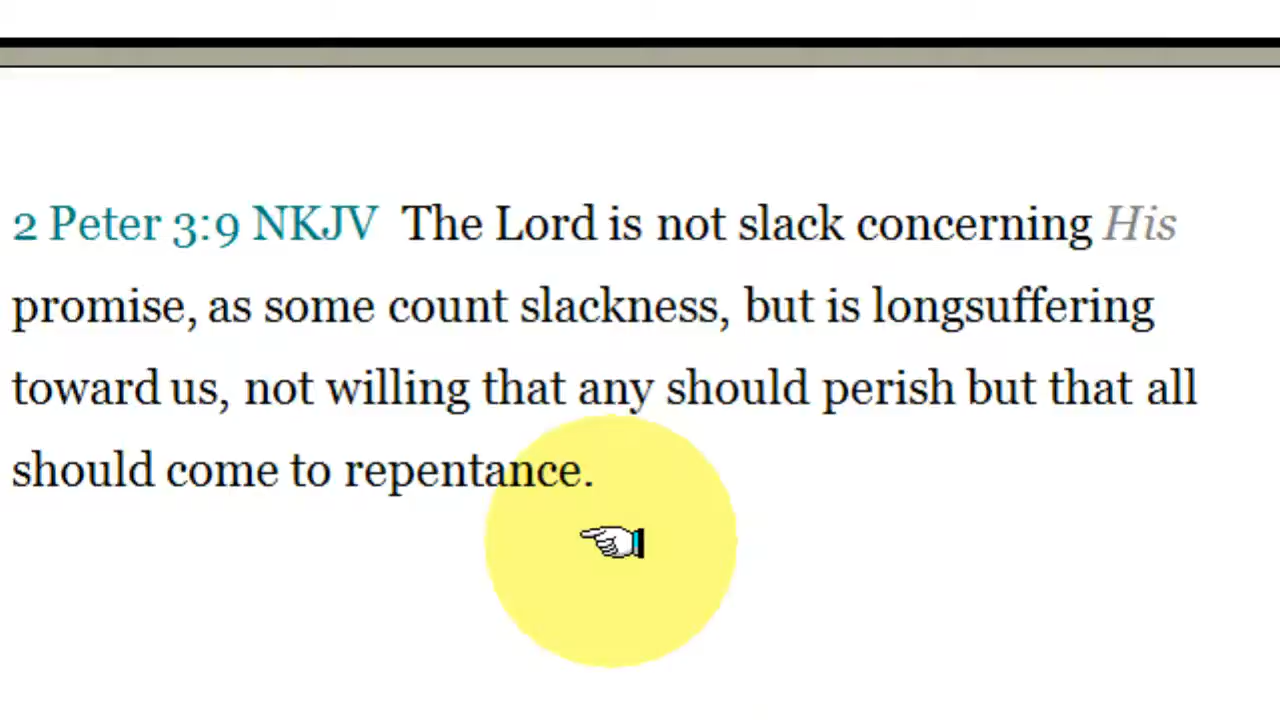 2 Peter 3:9 NKJV The Lord is not slack concerning His
promise, as some count slackness, but is longsuffering
toward us, not willing that any should perish but that all
should come to repentance.